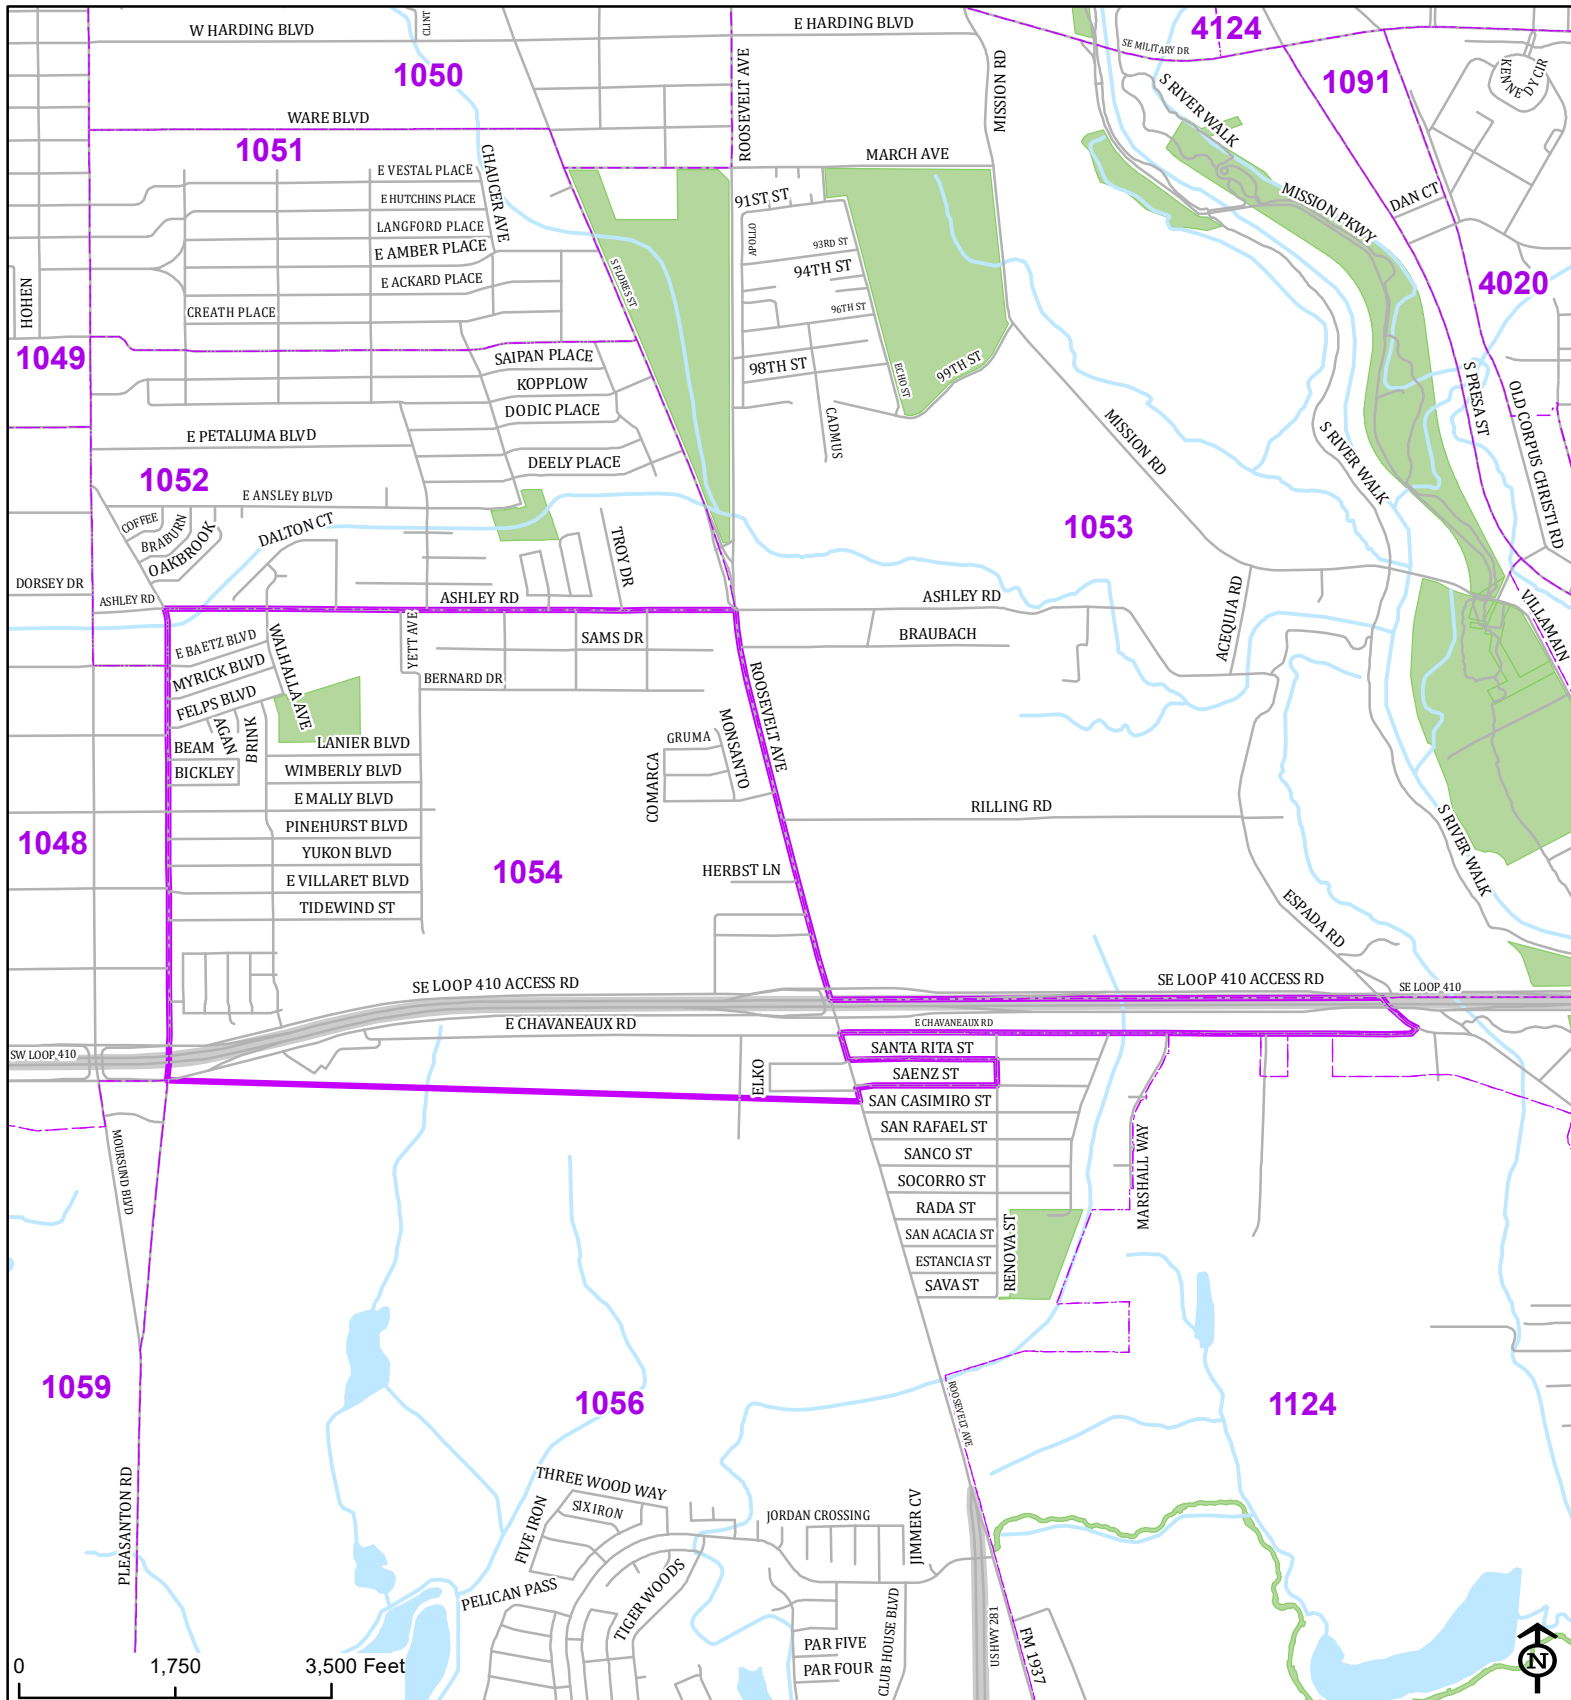 W HARDING BLVD
CLINT
E HARDING BLVD
4124
SE MILITARY DR
1050
ROOSEVELT AVE
MISSION RD
1091
KENNEDY CIR
S RIVER WALK
WARE BLVD
1051
CHAUCER AVE
MARCH AVE
E VESTAL PLACE
E HUTCHINS PLACE
LANGFORD PLACE
E AMBER PLACE
E ACKARD PLACE
CREATH PLACE
HOHEN
S FLORES ST
91ST ST
APOLLO
93RD ST
94TH ST
96TH ST
98TH ST
ECHO ST
99TH ST
CADMUS
MISSION PKWY
DAN CT
4020
1049
SAIPAN PLACE
KOPPLOW
DODIC PLACE
E PETALUMA BLVD
DEELY PLACE
1052
E ANSLEY BLVD
COFFEE
BRABURN
OAKBROOK
DALTON CT
TROY DR
MISSION RD
S RIVER WALK
S PRESA ST
OLD CORPUS CHRISTI RD
1053
DORSEY DR
ASHLEY RD
ASHLEY RD
ASHLEY RD
ACEQUIA RD
VILLAMAIN
E BAETZ BLVD
MYRICK BLVD
FELPS BLVD
WALHALLA AVE
YETT AVE
SAMS DR
BERNARD DR
BRAUBACH
ROOSEVELT AVE
AGAN
BRINK
BEAM
BICKLEY
LANIER BLVD
WIMBERLY BLVD
E MALLY BLVD
PINEHURST BLVD
YUKON BLVD
E VILLARET BLVD
TIDEWIND ST
GRUMA
MONSANTO
COMARCA
RILLING RD
1048
1054
HERBST LN
S RIVER WALK
ESPADA RD
SE LOOP 410 ACCESS RD
SE LOOP 410 ACCESS RD
SE LOOP 410
E CHAVANEAUX RD
E CHAVANEAUX RD
SW LOOP 410
SANTA RITA ST
SAENZ ST
ELKO
SAN CASIMIRO ST
SAN RAFAEL ST
SANCO ST
SOCORRO ST
RADA ST
SAN ACACIA ST
ESTANCIA ST
SAVA ST
RENOVA ST
MARSHALL WAY
MOURSUND BLVD
1059
1056
1124
ROOSEVELT AVE
PLEASANTON RD
THREE WOOD WAY
SIX IRON
FIVE IRON
PELICAN PASS
TIGER WOODS
JORDAN CROSSING
JIMMER CV
PAR FIVE
PAR FOUR
CLUB HOUSE BLVD
USHWY 281
FM 1937
0 1,750 3,500 Feet
N